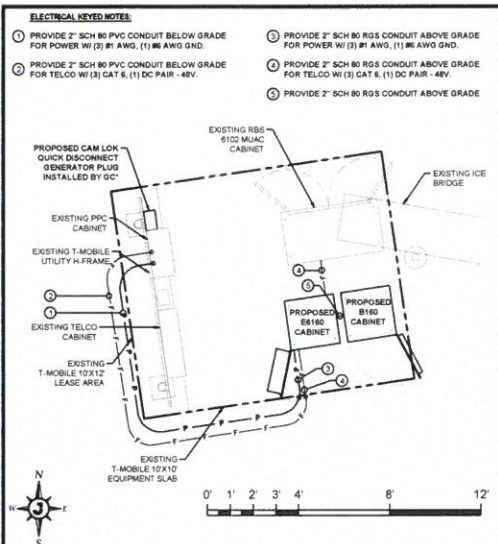 ELECTRICAL KEYED NOTES:
1 PROVIDE 2" SCH 80 PVC CONDUIT BELOW GRADE
FOR POWER W/ (3) #1 AWG, (1) #6 AWG GND.
2 PROVIDE 2" SCH 80 PVC CONDUIT BELOW GRADE
FOR TELCO W/ (3) CAT 6, (1) DC PAIR - 48V.
3 PROVIDE 2" SCH 80 RGS CONDUIT ABOVE GRADE
FOR POWER W/ (3) #1 AWG, (1) #6 AWG GND.
4 PROVIDE 2" SCH 80 RGS CONDUIT ABOVE GRADE
FOR TELCO W/ (3) CAT 6, (1) DC PAIR - 48V.
5 PROVIDE 2" SCH 80 RGS CONDUIT ABOVE GRADE
EXISTING RBS
6102 MUAC
CABINET
PROPOSED CAM LOK
QUICK DISCONNECT
GENERATOR PLUG
INSTALLED BY GC*
EXISTING ICE
BRIDGE
EXISTING PPC
CABINET
EXISTING T-MOBILE
UTILITY H-FRAME
4
5
2
1
PROPOSED
E6160
CABINET
PROPOSED
B160
CABINET
EXISTING TELCO
CABINET
EXISTING
T-MOBILE 10'X12'
LEASE AREA
3
4
P P P P
F F F F
EXISTING
T-MOBILE 10'X10'
EQUIPMENT SLAB
N
W J E
S
0' 1' 2' 3' 4' 8' 12'